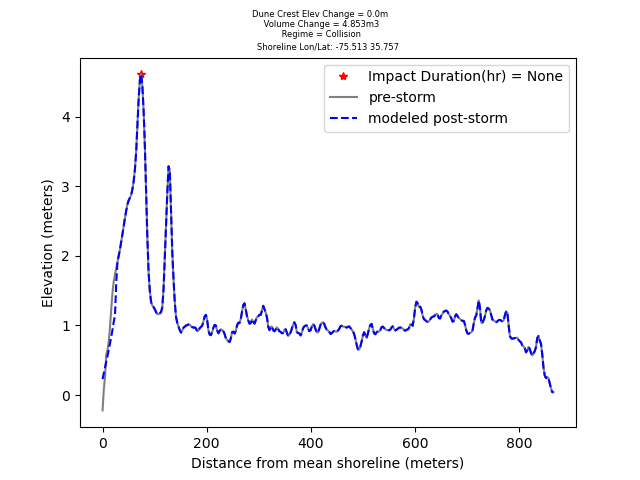 Dune Crest Elev Change = 0.0m
Volume Change = 4.853m3
Regime = Collision
Shoreline Lon/Lat: -75.513 35.757
Impact Duration(hr) = None
pre-storm
modeled post-storm
Elevation (meters)
4
3
2
1
0
0 200 400 600 800
Distance from mean shoreline (meters)